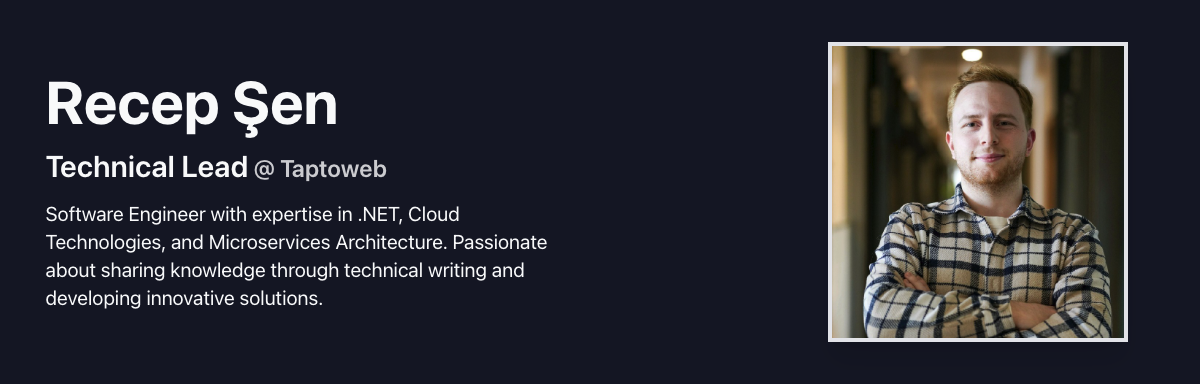 Recep Şen
Technical Lead @ Taptoweb
Software Engineer with expertise in .NET, Cloud
Technologies, and Microservices Architecture. Passionate
about sharing knowledge through technical writing and
developing innovative solutions.